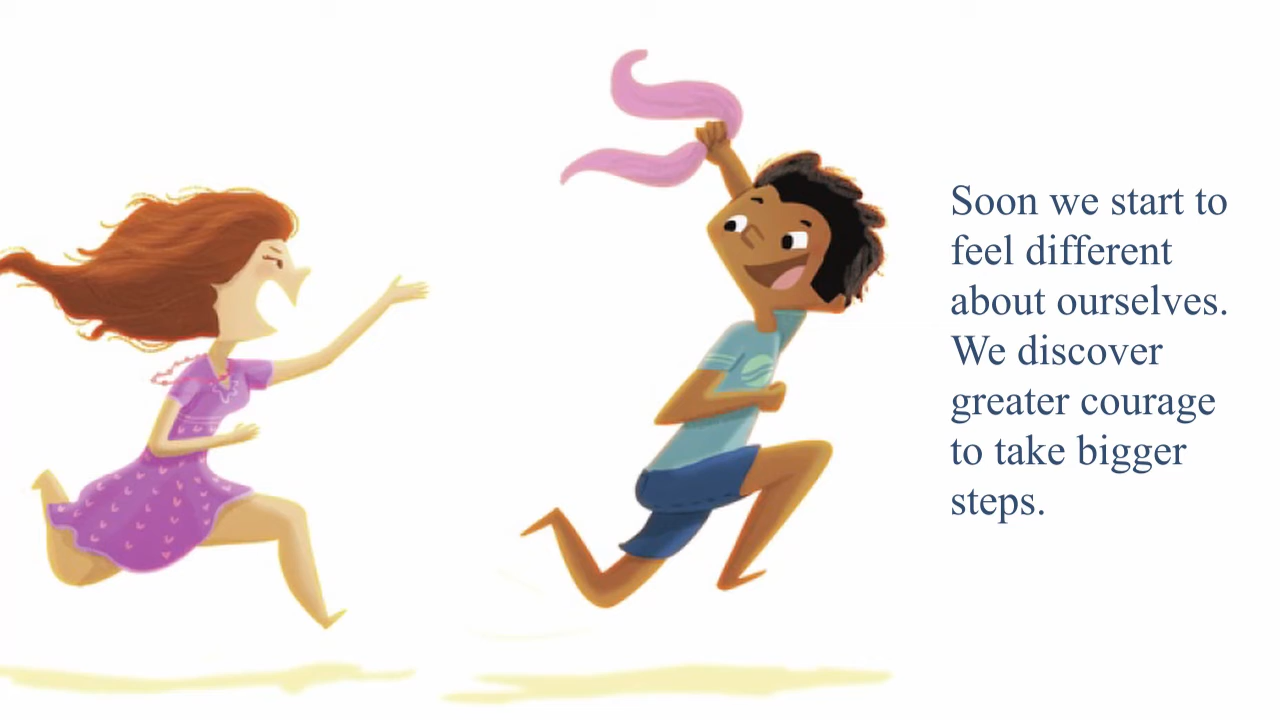 Soon we start to
feel different
about ourselves.
We discover
greater courage
to take bigger
steps.